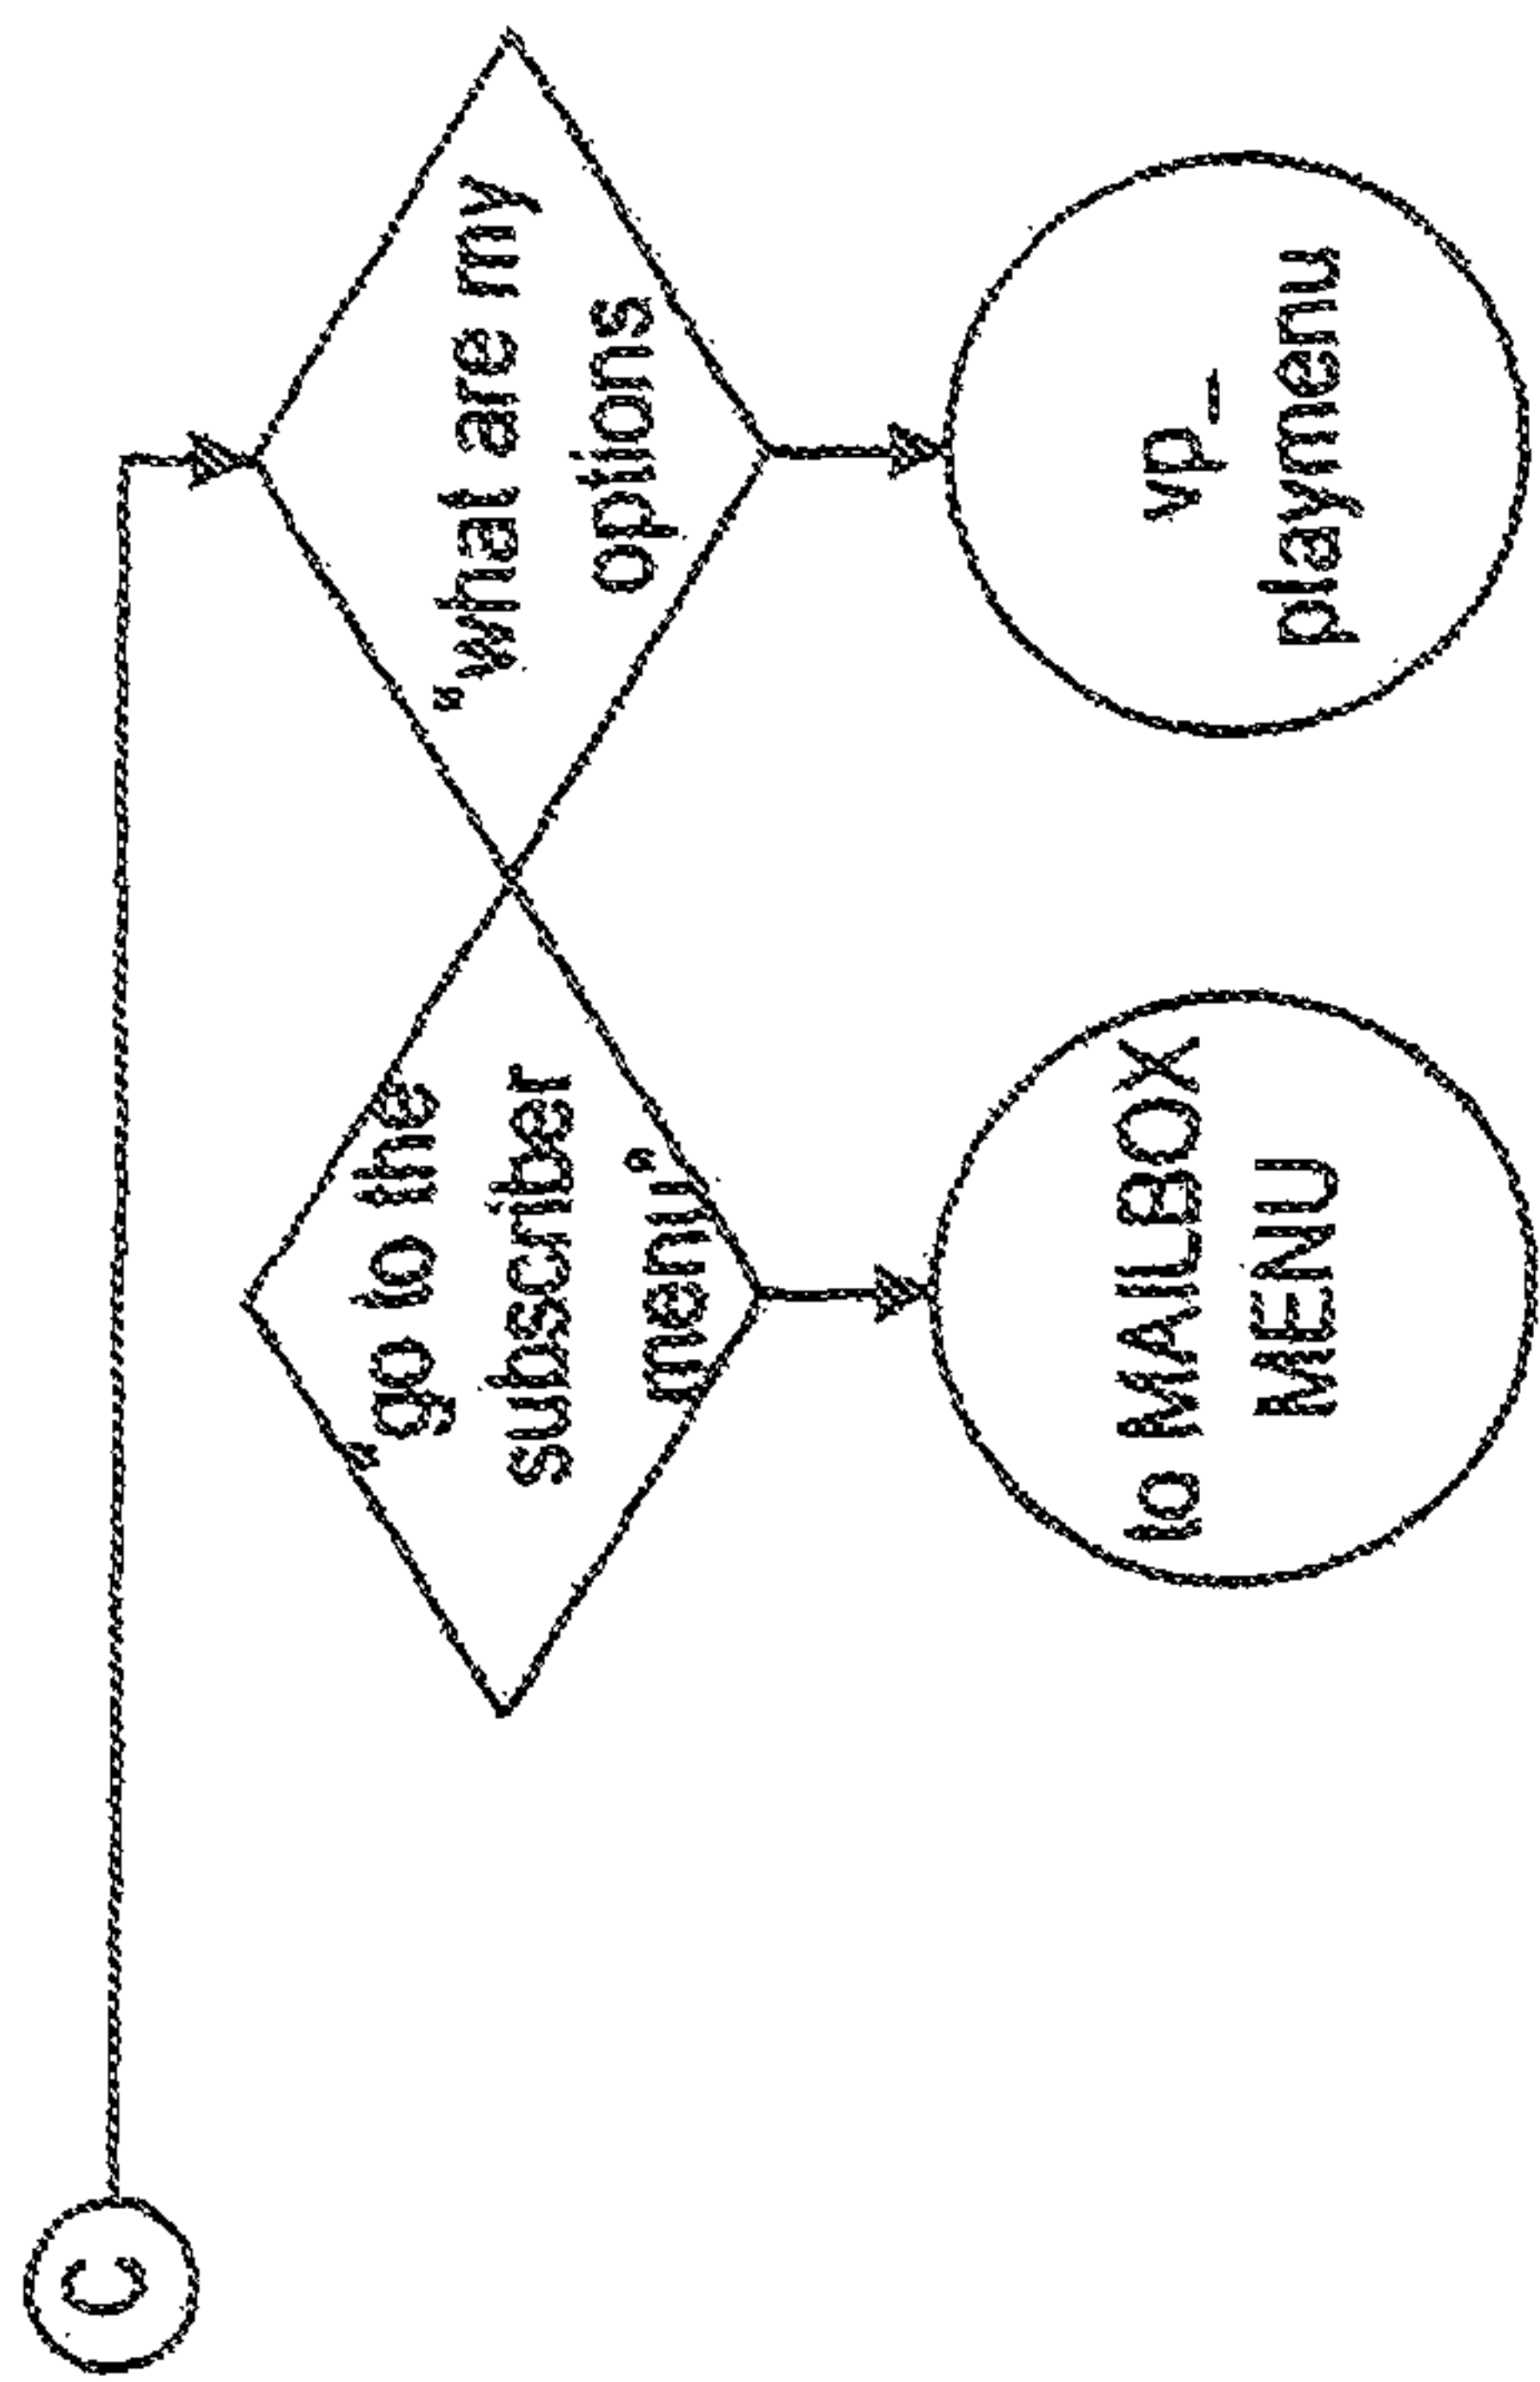 C
"go to the
subscriber
menu"
"what are my
options
to MAILBOX
MENU
vp_
playmenu